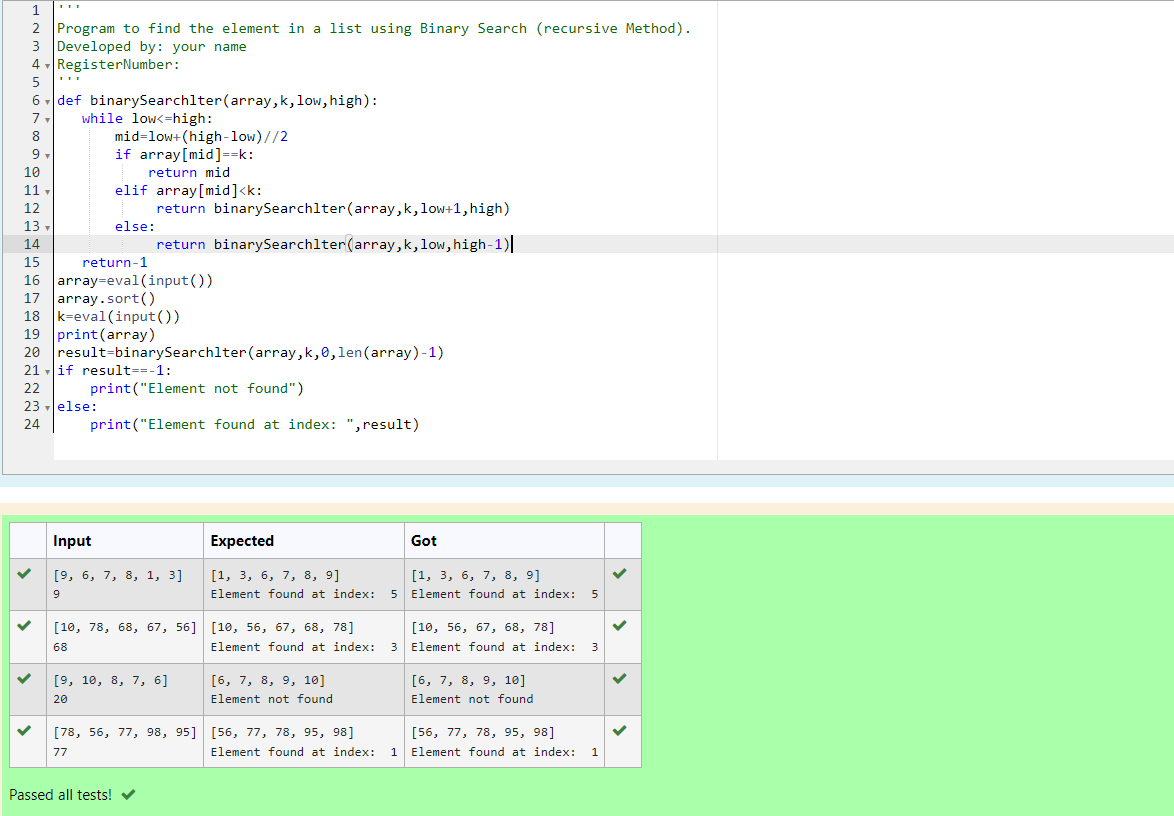 1 '''
2 Program to find the element in a list using Binary Search (recursive Method).
3 Developed by: your name
4 RegisterNumber:
5 '''
6 def binarySearchlter(array,k,low,high):
7    while low<=high:
8        mid=low+(high-low)//2
9        if array[mid]==k:
10            return mid
11        elif array[mid]<k:
12             return binarySearchlter(array,k,low+1,high)
13        else:
14             return binarySearchlter(array,k,low,high-1)
15    return-1
16 array=eval(input())
17 array.sort()
18 k=eval(input())
19 print(array)
20 result=binarySearchlter(array,k,0,len(array)-1)
21 if result==-1:
22     print("Element not found")
23 else:
24     print("Element found at index: ",result)
Input Expected Got
[9, 6, 7, 8, 1, 3] [1, 3, 6, 7, 8, 9] [1, 3, 6, 7, 8, 9]
9 Element found at index:  5 Element found at index:  5
[10, 78, 68, 67, 56] [10, 56, 67, 68, 78] [10, 56, 67, 68, 78]
68 Element found at index:  3 Element found at index:  3
[9, 10, 8, 7, 6] [6, 7, 8, 9, 10] [6, 7, 8, 9, 10]
20 Element not found Element not found
[78, 56, 77, 98, 95] [56, 77, 78, 95, 98] [56, 77, 78, 95, 98]
77 Element found at index:  1 Element found at index:  1
Passed all tests!